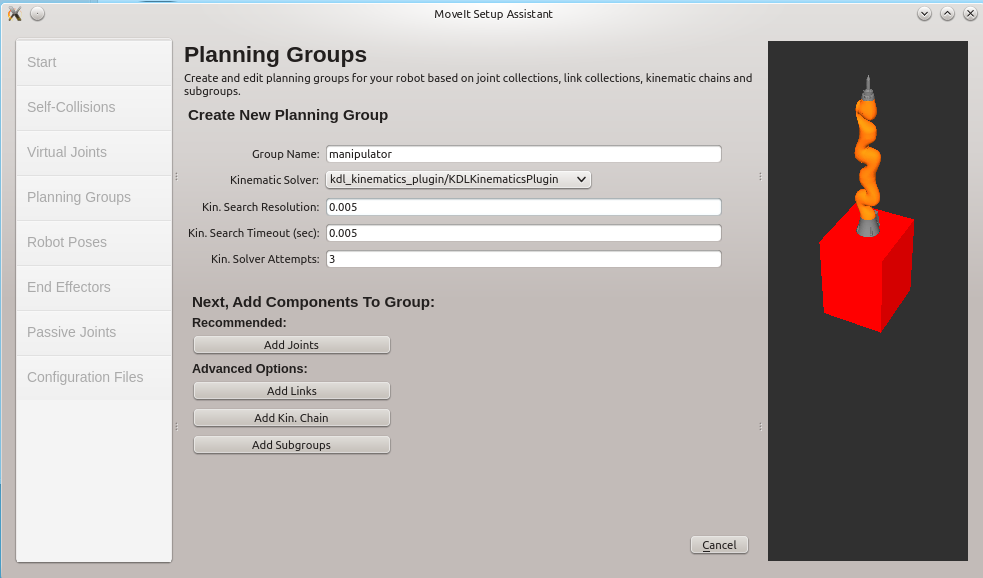 MoveIt Setup Assistant
Start
Self-Collisions
Virtual Joints
Planning Groups
Robot Poses
End Effectors
Passive Joints
Configuration Files
Planning Groups
Create and edit planning groups for your robot based on joint collections, link collections, kinematic chains and
subgroups.
Create New Planning Group
Group Name: manipulator
Kinematic Solver: kdl_kinematics_plugin/KDLKinematicsPlugin
Kin. Search Resolution: 0.005
Kin. Search Timeout (sec): 0.005
Kin. Solver Attempts: 3
Next, Add Components To Group:
Recommended:
Add Joints
Advanced Options:
Add Links
Add Kin. Chain
Add Subgroups
Cancel